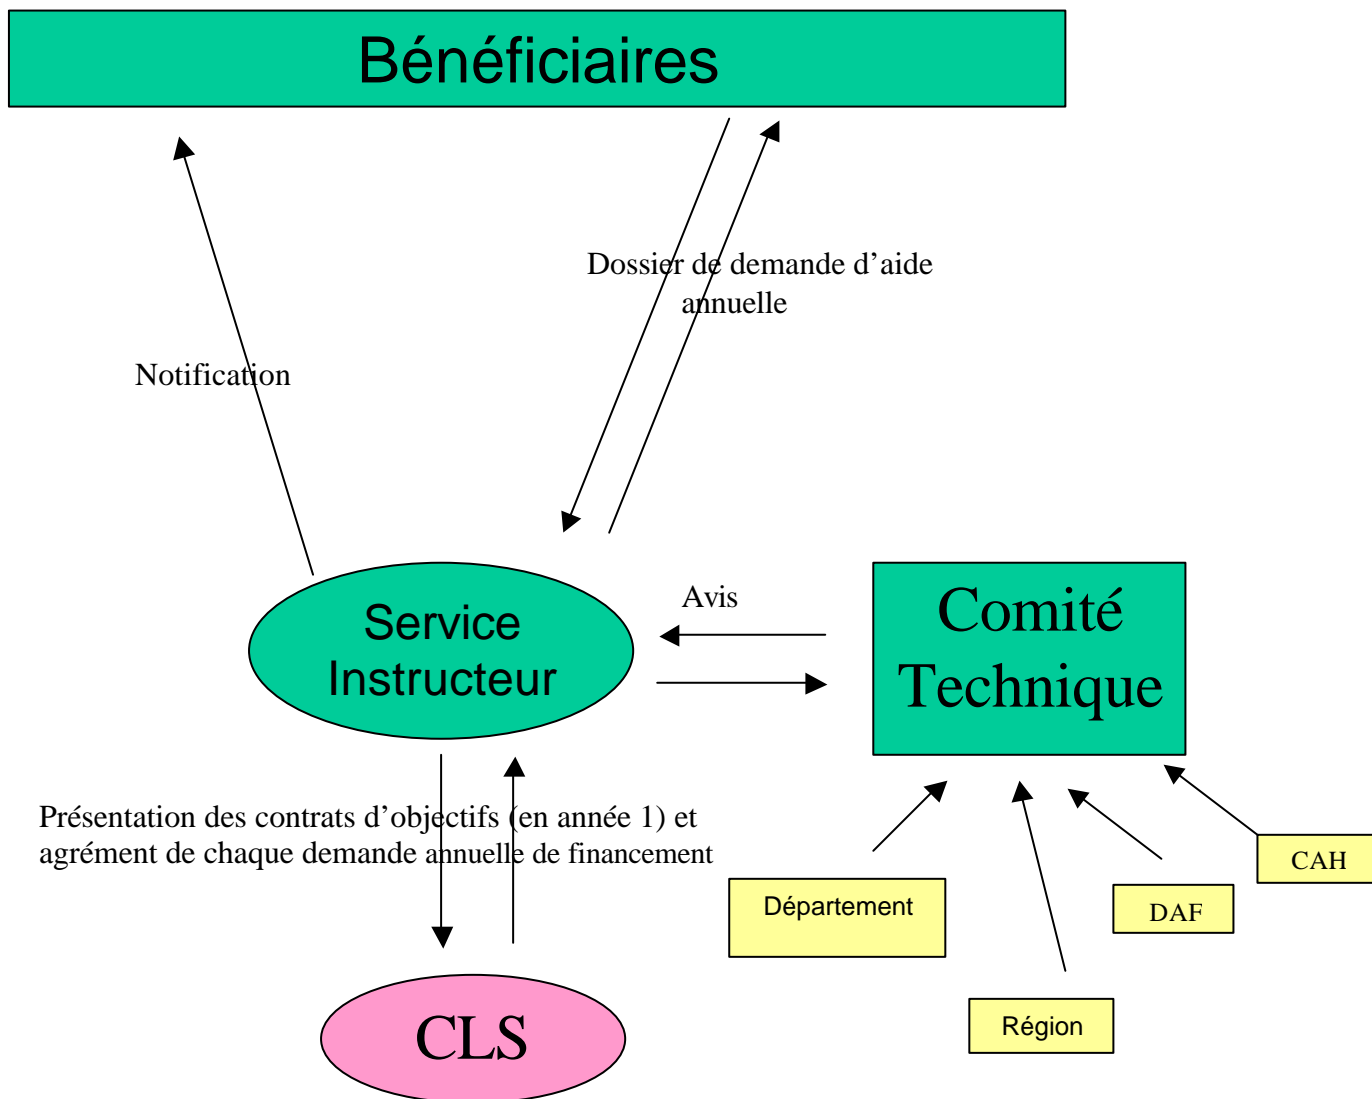 Bénéficiaires
Dossier de demande d’aide
annuelle
Notification
Service
Instructeur
Avis
Comité
Technique
Présentation des contrats d’objectifs (en année 1) et
agrément de chaque demande annuelle de financement
CAH
Département
DAF
Région
CLS